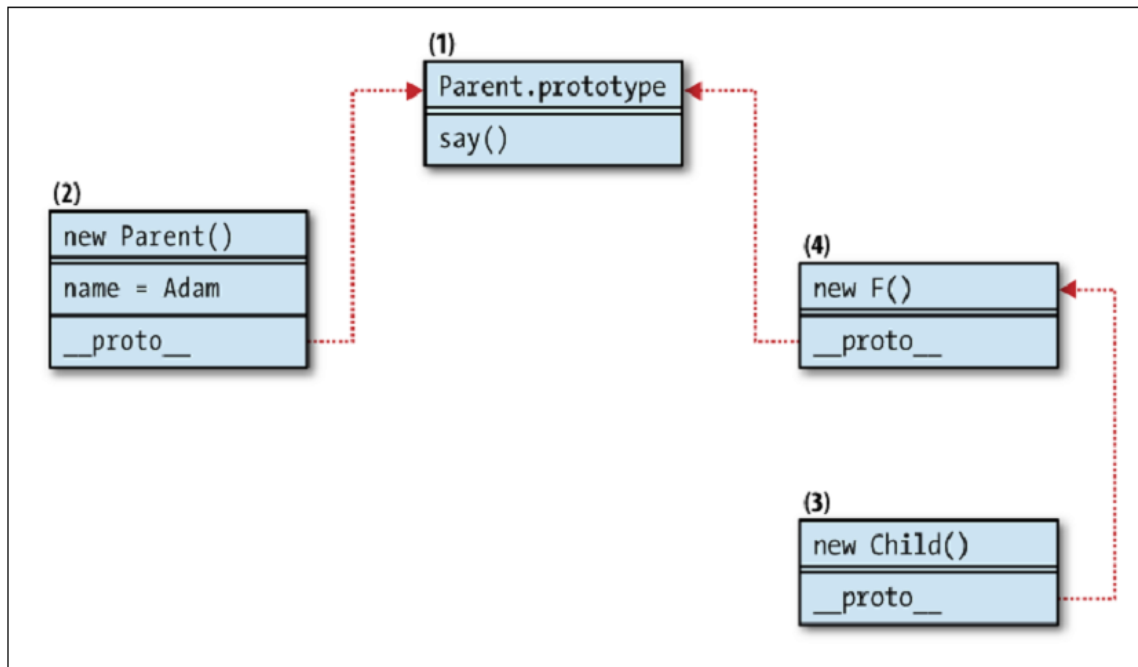 (1)
Parent.prototype
say()
(2)
new Parent()
name = Adam
__proto__
(4)
new F()
__proto__
(3)
new Child()
__proto__